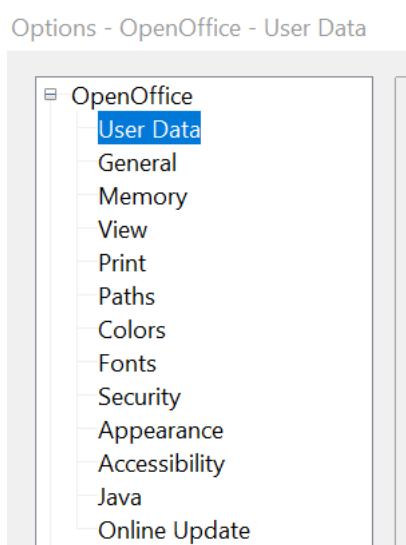 Options - OpenOffice - User Data
OpenOffice
User Data
General
Memory
View
Print
Paths
Colors
Fonts
Security
Appearance
Accessibility
Java
Online Update